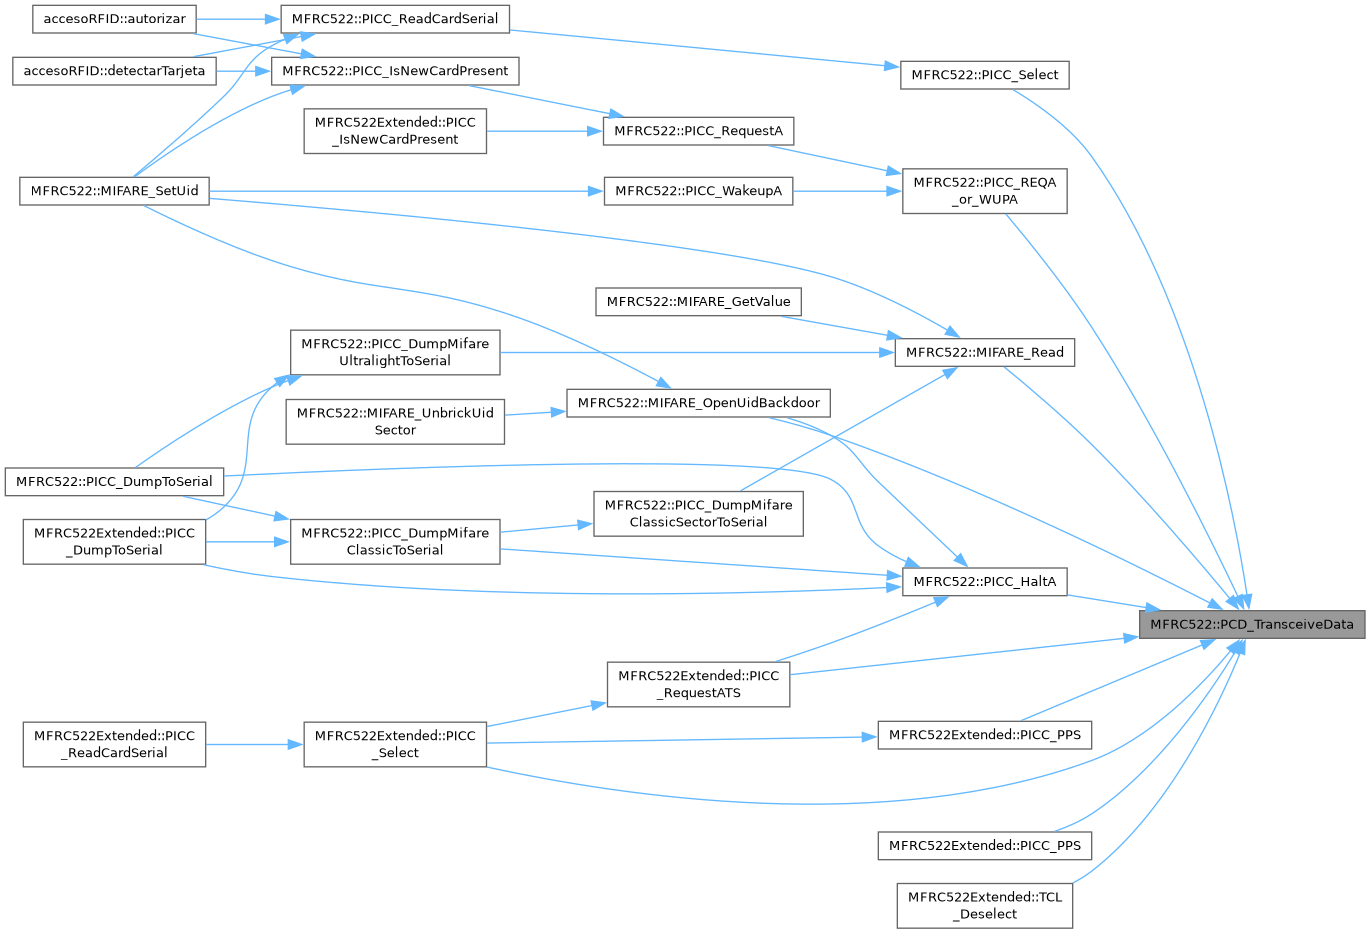 accesoRFID::autorizar
MFRC522::PICC_ReadCardSerial
accesoRFID::detectarTarjeta
MFRC522::PICC_IsNewCardPresent
MFRC522::PICC_Select
MFRC522Extended::PICC
_IsNewCardPresent
MFRC522::PICC_RequestA
MFRC522::MIFARE_SetUid
MFRC522::PICC_WakeupA
MFRC522::PICC_REQA
_or_WUPA
MFRC522::MIFARE_GetValue
MFRC522::PICC_DumpMifare
UltralightToSerial
MFRC522::MIFARE_Read
MFRC522::MIFARE_UnbrickUid
Sector
MFRC522::MIFARE_OpenUidBackdoor
MFRC522::PICC_DumpToSerial
MFRC522::PICC_DumpMifare
ClassicSectorToSerial
MFRC522Extended::PICC
_DumpToSerial
MFRC522::PICC_DumpMifare
ClassicToSerial
MFRC522::PICC_HaltA
MFRC522::PCD_TransceiveData
MFRC522Extended::PICC
_RequestATS
MFRC522Extended::PICC
_ReadCardSerial
MFRC522Extended::PICC
_Select
MFRC522Extended::PICC_PPS
MFRC522Extended::PICC_PPS
MFRC522Extended::TCL
_Deselect